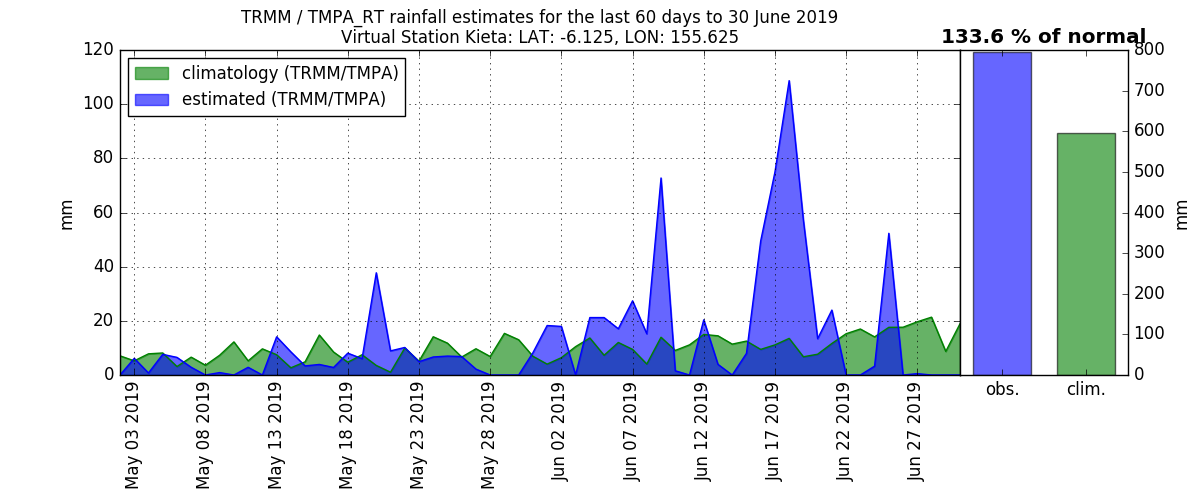 TRMM / TMPA_RT rainfall estimates for the last 60 days to 30 June 2019
Virtual Station Kieta: LAT: -6.125, LON: 155.625
133.6 % of normal
climatology (TRMM/TMPA)
estimated (TRMM/TMPA)
120
100
80
60
40
20
0
mm
May 03 2019
May 08 2019
May 13 2019
May 18 2019
May 23 2019
May 28 2019
Jun 02 2019
Jun 07 2019
Jun 12 2019
Jun 17 2019
Jun 22 2019
Jun 27 2019
800
700
600
500
400
300
200
100
0
mm
obs.
clim.